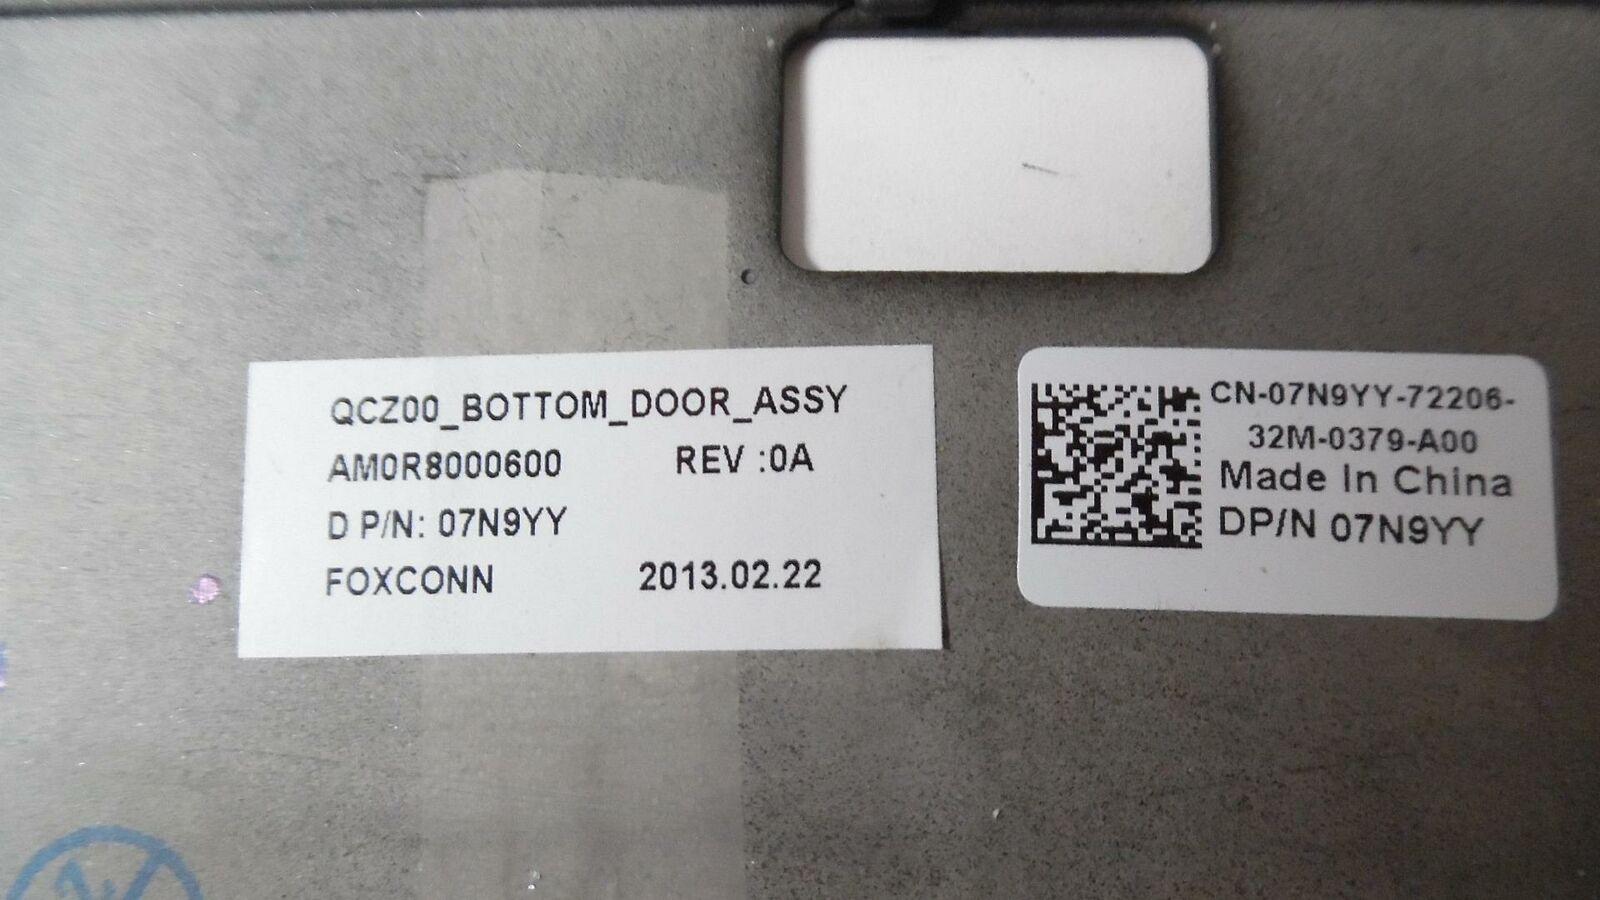 QCZ00_BOTTOM_DOOR_ASSY
AM0R8000600 REV :0A
D P/N: 07N9YY
FOXCONN 2013.02.22
CN-07N9YY-72206-
32M-0379-A00
Made In China
DP/N 07N9YY